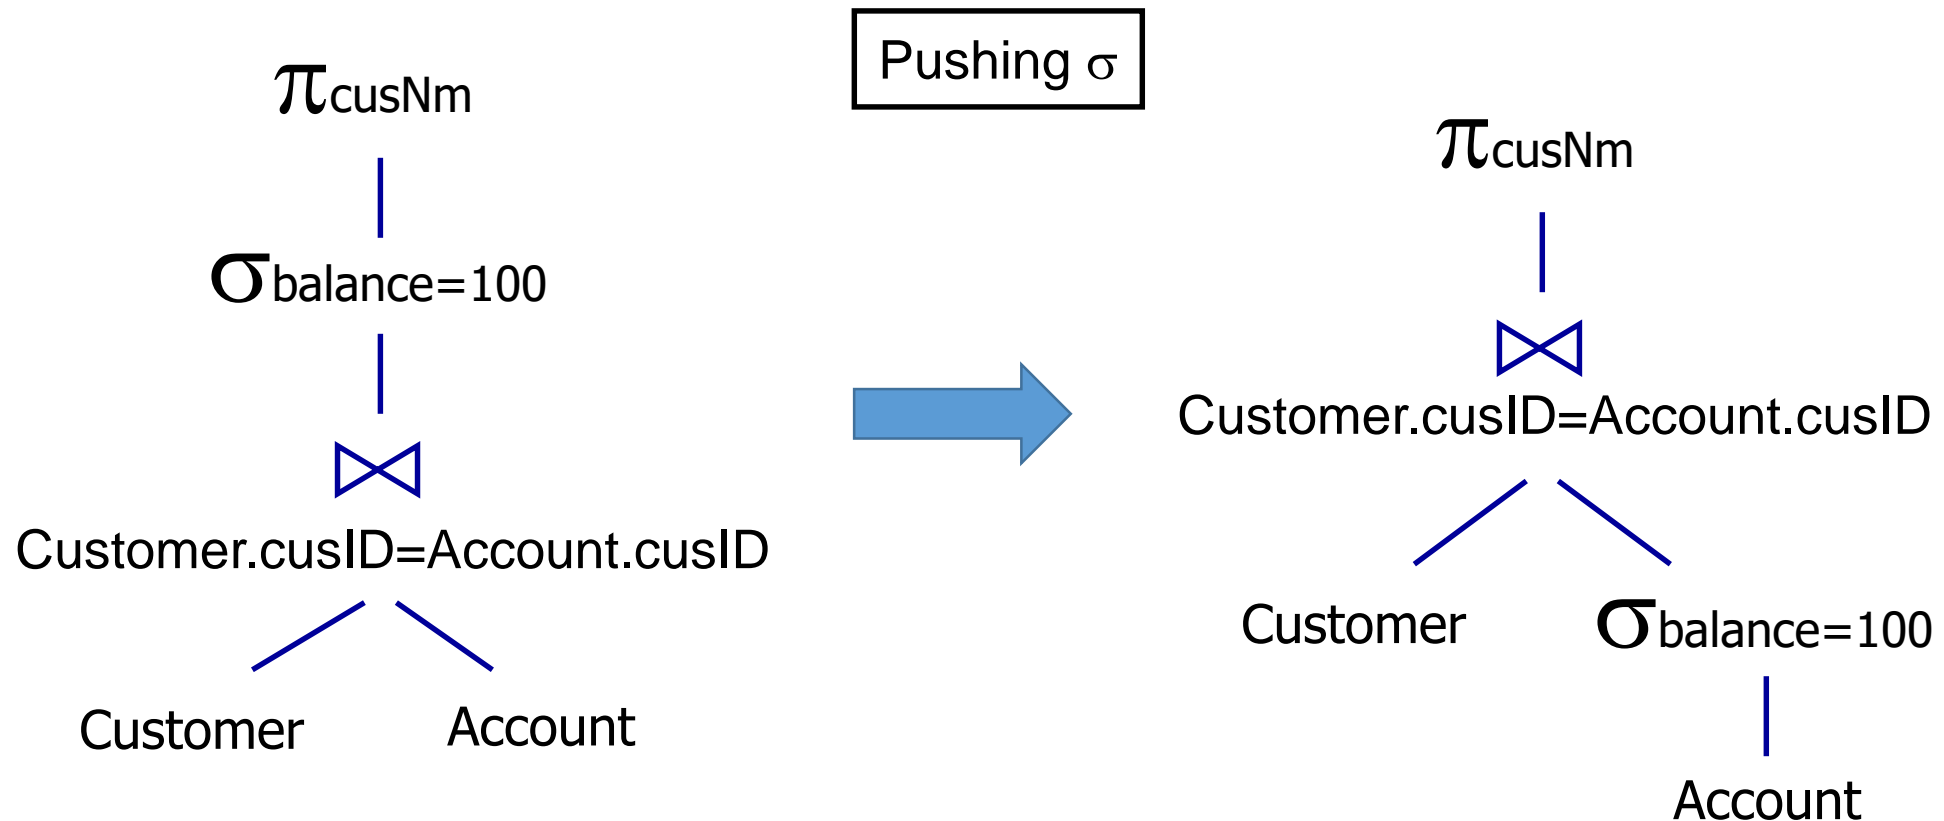 Pushing σ
πcusNm
σbalance=100
⋈
Customer.cusID=Account.cusID
Customer Account
πcusNm
⋈
Customer.cusID=Account.cusID
Customer σbalance=100
Account